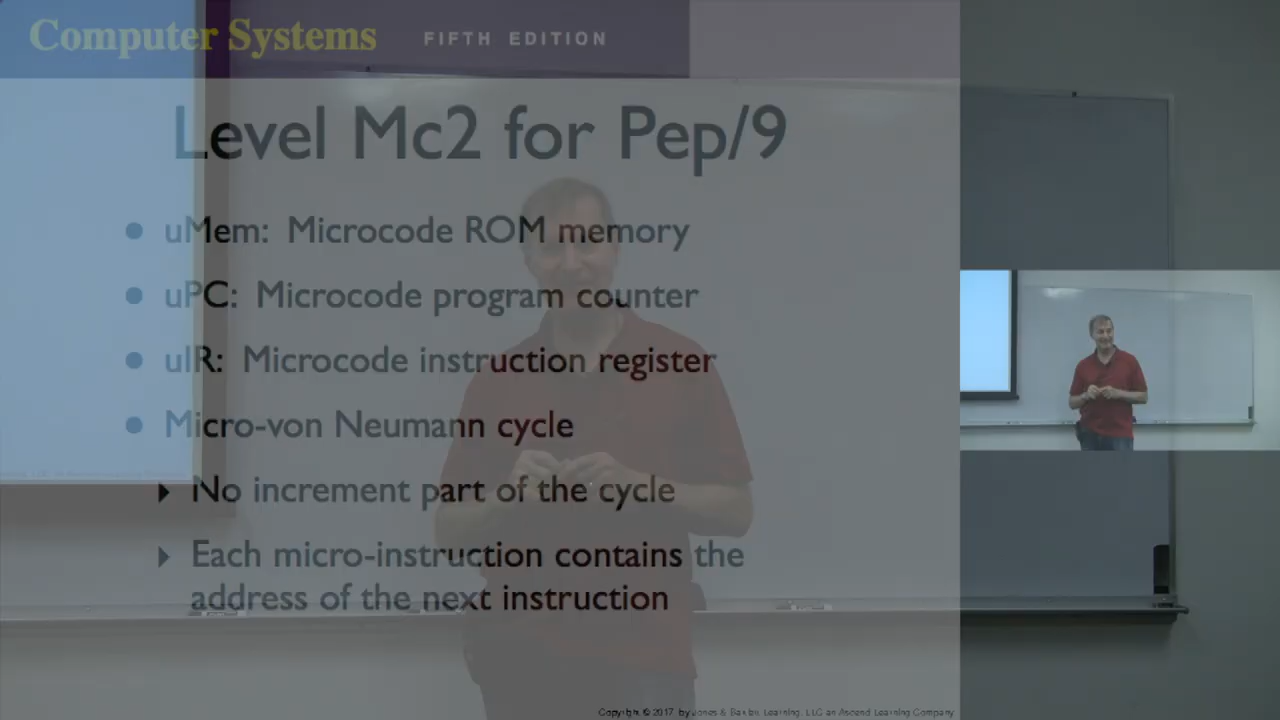 Computer Systems FIFTH EDITION
Level Mc2 for Pep/9
• uMem: Microcode ROM memory
• uPC: Microcode program counter
• uIR: Microcode instruction register
• Micro-von Neumann cycle
‣ No increment part of the cycle
‣ Each micro-instruction contains the
address of the next instruction
Copyright © 2017 by Jones & Bartlett Learning, LLC an Ascend Learning Company